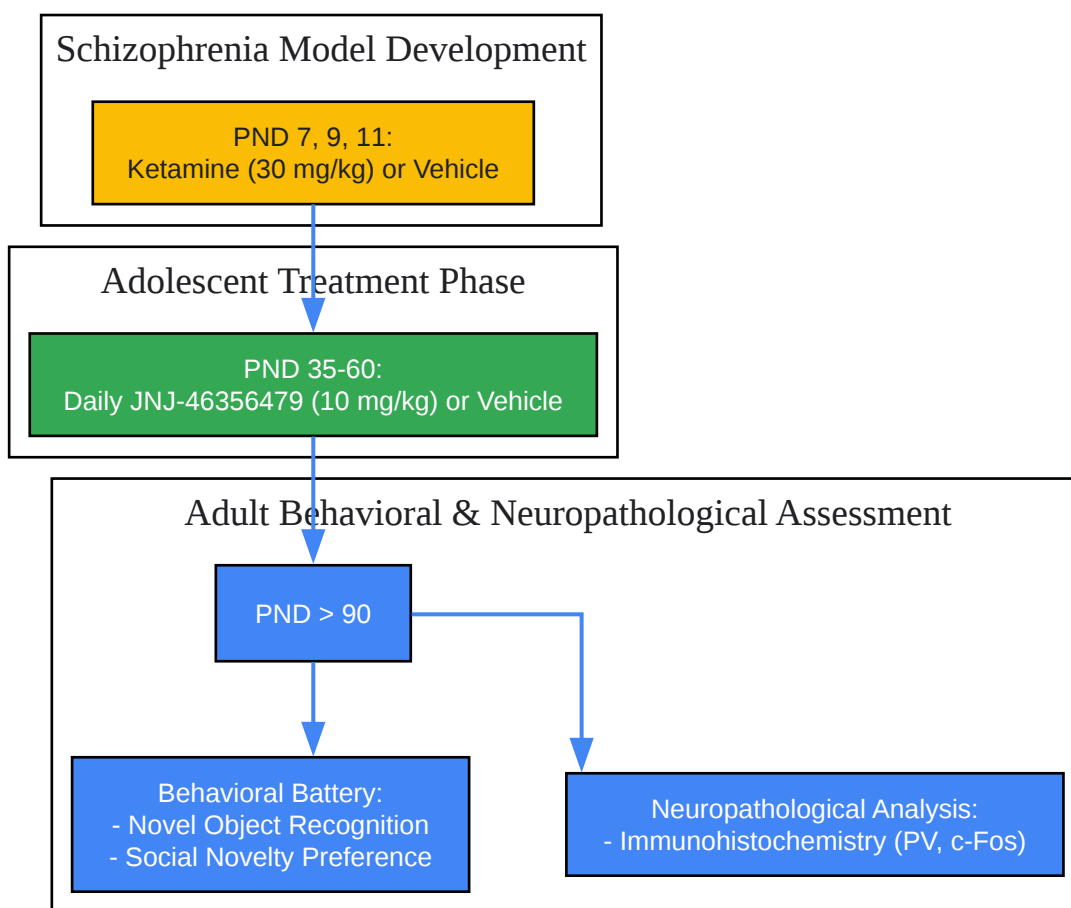 Schizophrenia Model Development
PND 7, 9, 11:
Ketamine (30 mg/kg) or Vehicle
Adolescent Treatment Phase
PND 35-60:
Daily JNJ-46356479 (10 mg/kg) or Vehicle
Adult Behavioral & Neuropathological Assessment
PND > 90
Behavioral Battery:
- Novel Object Recognition
- Social Novelty Preference
Neuropathological Analysis:
- Immunohistochemistry (PV, c-Fos)